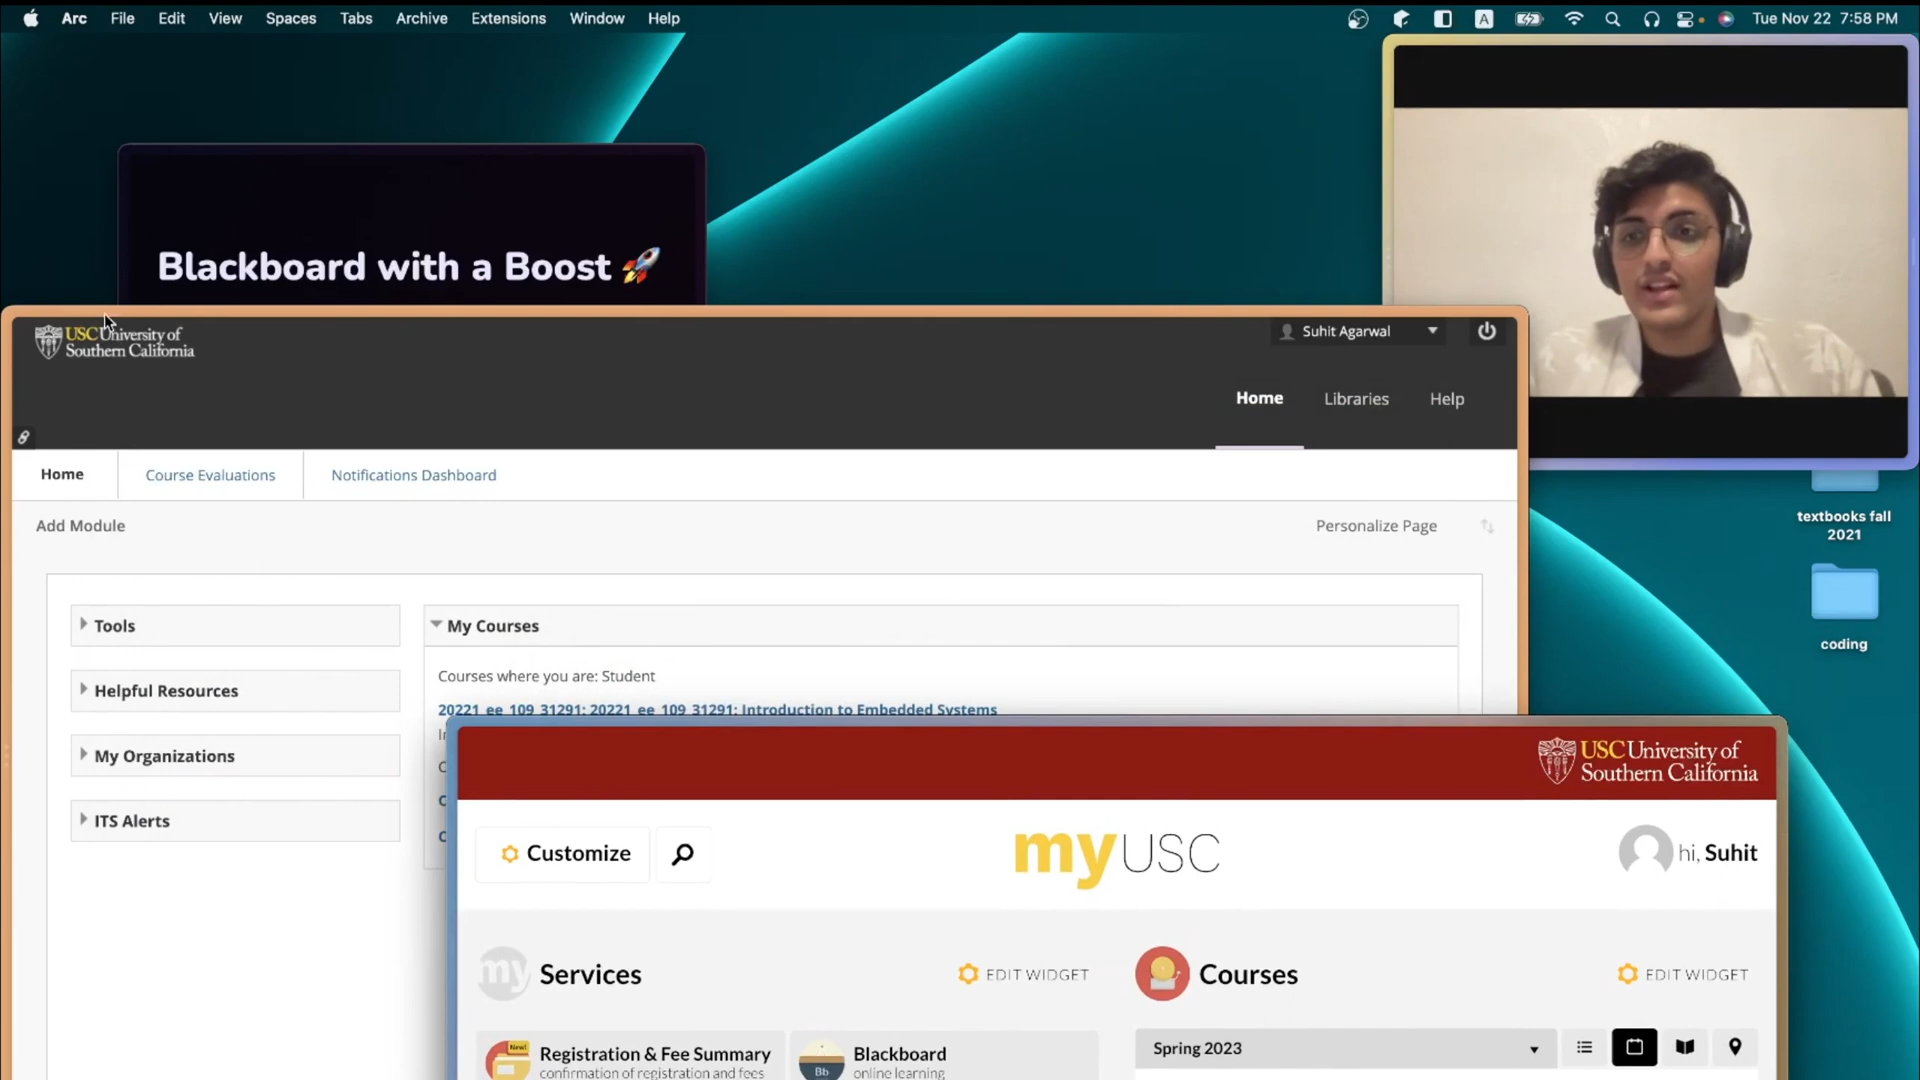 Arc File Edit View Spaces Tabs Archive Extensions Window Help
A
Tue Nov 22 7:58 PM
Blackboard with a Boost 🚀
USC University of
Southern California
Suhit Agarwal
Home Libraries Help
Home Course Evaluations Notifications Dashboard
Add Module
Personalize Page
Tools
Helpful Resources
My Organizations
ITS Alerts
My Courses
Courses where you are: Student
20221_ee_109_31291: 20221_ee_109_31291: Introduction to Embedded Systems
textbooks fall
2021
coding
USC University of
Southern California
Customize
myUSC
hi, Suhit
my
Services
EDIT WIDGET
Courses
EDIT WIDGET
New!
Registration & Fee Summary
confirmation of registration and fees
Bb
Blackboard
online learning
Spring 2023